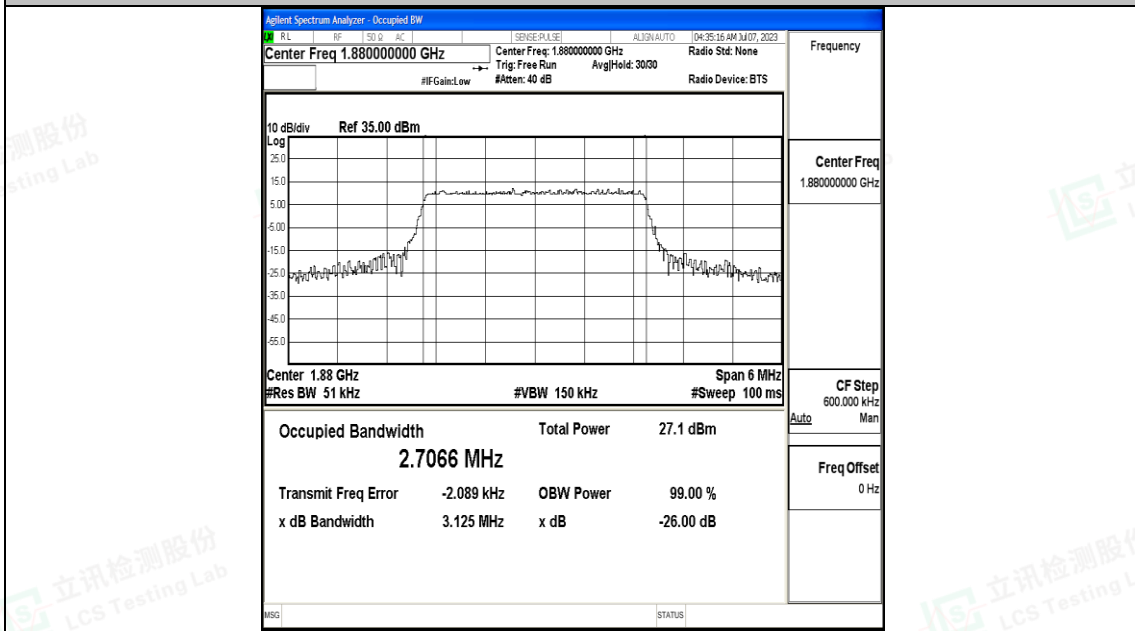 Agilent Spectrum Analyzer - Occupied BW
RL RF 50 Ω AC SENSE:PULSE ALIGN AUTO 04:35:16 AM Jul 07, 2023
Center Freq 1.880000000 GHz
Center Freq: 1.880000000 GHz
Radio Std: None
Trig: Free Run Avg|Hold: 30/30
#IFGain:Low #Atten: 40 dB Radio Device: BTS
10 dB/div Ref 35.00 dBm
Log
25.0
15.0
5.00
-5.00
-15.0
-25.0
-35.0
-45.0
-55.0
Center 1.88 GHz Span 6 MHz
#Res BW 51 kHz #VBW 150 kHz #Sweep 100 ms
Occupied Bandwidth Total Power 27.1 dBm
2.7066 MHz
Transmit Freq Error -2.089 kHz OBW Power 99.00 %
x dB Bandwidth 3.125 MHz x dB -26.00 dB
MSG STATUS
Frequency
Center Freq
1.880000000 GHz
CF Step
600.000 kHz
Auto Man
Freq Offset
0 Hz
立讯检测股份
LCS Testing Lab
立讯检测股份
LCS Testing L